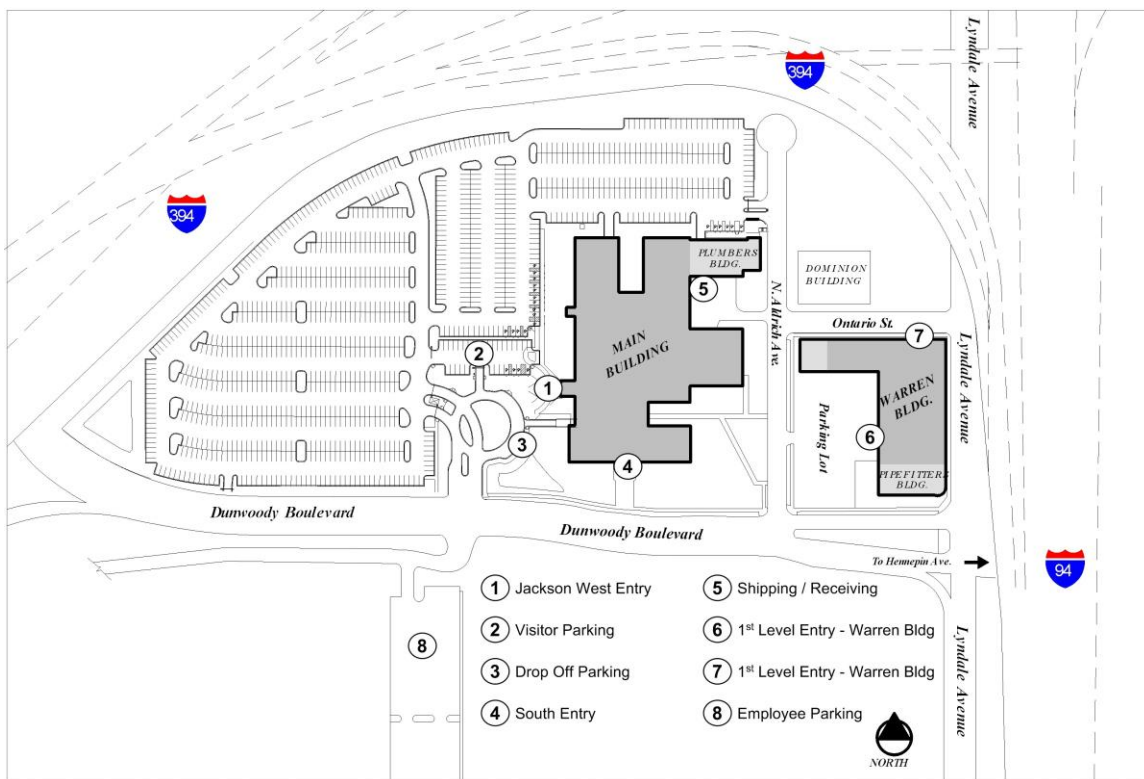 Lyndale Avenue
394
394
PLUMBERS
BLDG.
5
DOMINION
BUILDING
N. Aldrich Ave.
Ontario St.
7
MAIN
BUILDING
2
1
3
4
WARREN
BLDG.
Parking Lot
6
PIPEFITTERS
BLDG.
Lyndale Avenue
Dunwoody Boulevard
Dunwoody Boulevard
To Hennepin Ave.
94
8
1 Jackson West Entry
2 Visitor Parking
3 Drop Off Parking
4 South Entry
5 Shipping / Receiving
6 1st Level Entry - Warren Bldg
7 1st Level Entry - Warren Bldg
8 Employee Parking
Lyndale Avenue
NORTH